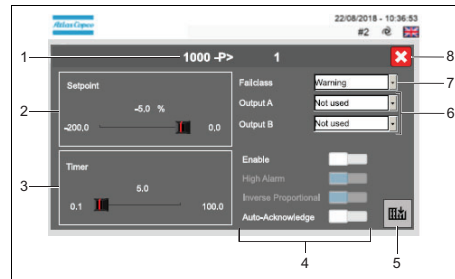 Atlas Copco
22/08/2018 - 10:36:53
#2
1
1000 -P> 1
8
Setpoint
-5.0 %
-200,0 0,0
2
Failclass Warning
7
Output A Not used
Output B Not used
6
Timer
5.0
0.1 100.0
3
Enable
High Alarm
Inverse Proportional
Auto-Acknowledge
4
5